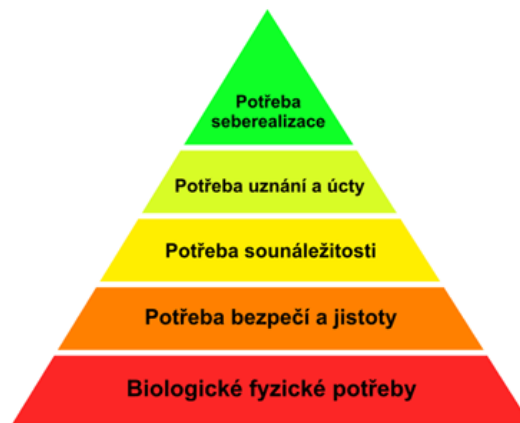 Potřeba
seberealizace
Potřeba uznání a úcty
Potřeba sounáležitosti
Potřeba bezpečí a jistoty
Biologické fyzické potřeby